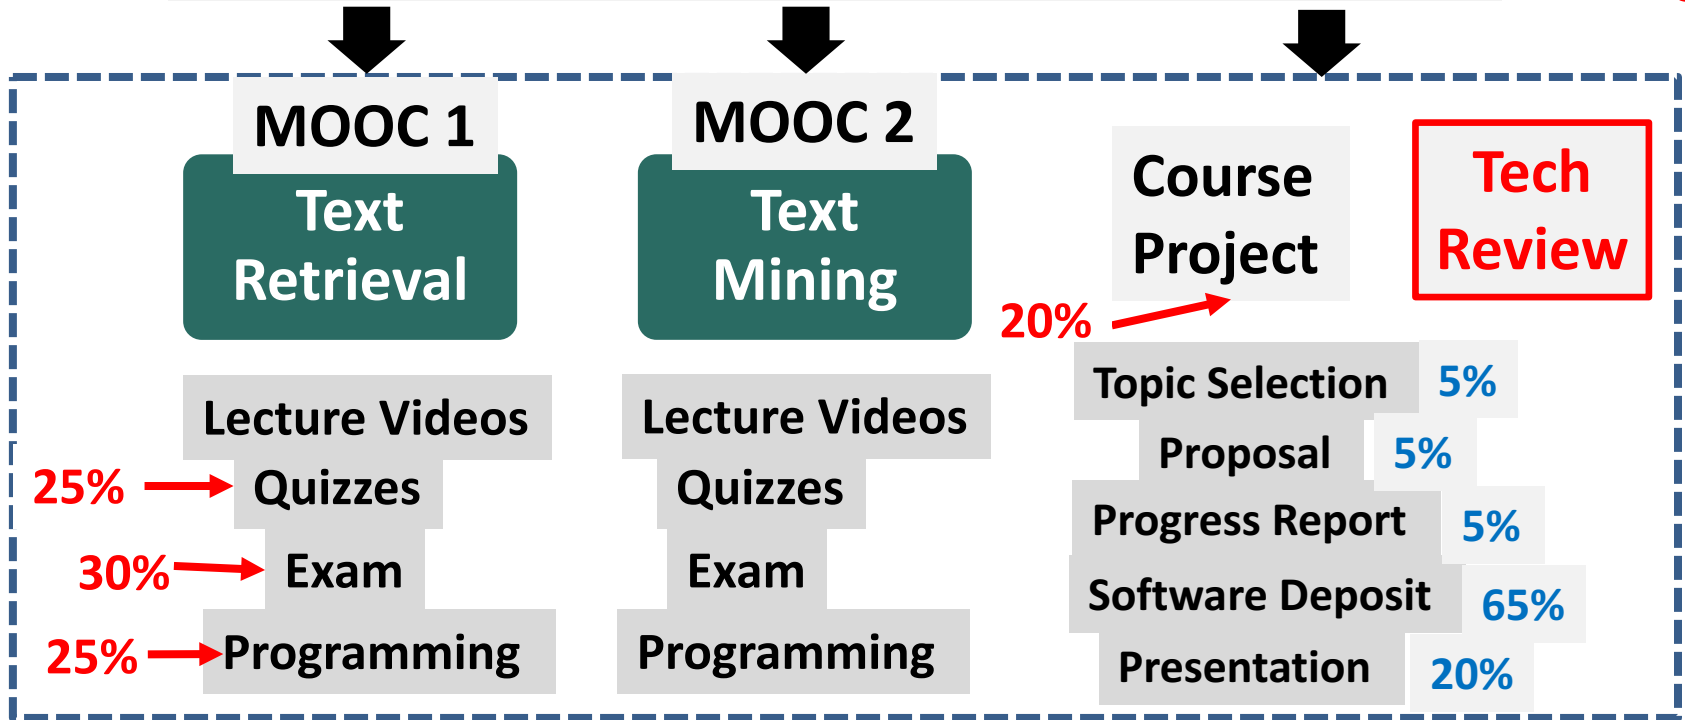 MOOC 1
Text
Retrieval
Lecture Videos
25%
Quizzes
30%
Exam
25%
Programming
MOOC 2
Text
Mining
Lecture Videos
Quizzes
Exam
Programming
Course
Project
20%
Topic Selection 5%
Proposal 5%
Progress Report 5%
Software Deposit 65%
Presentation 20%
Tech
Review